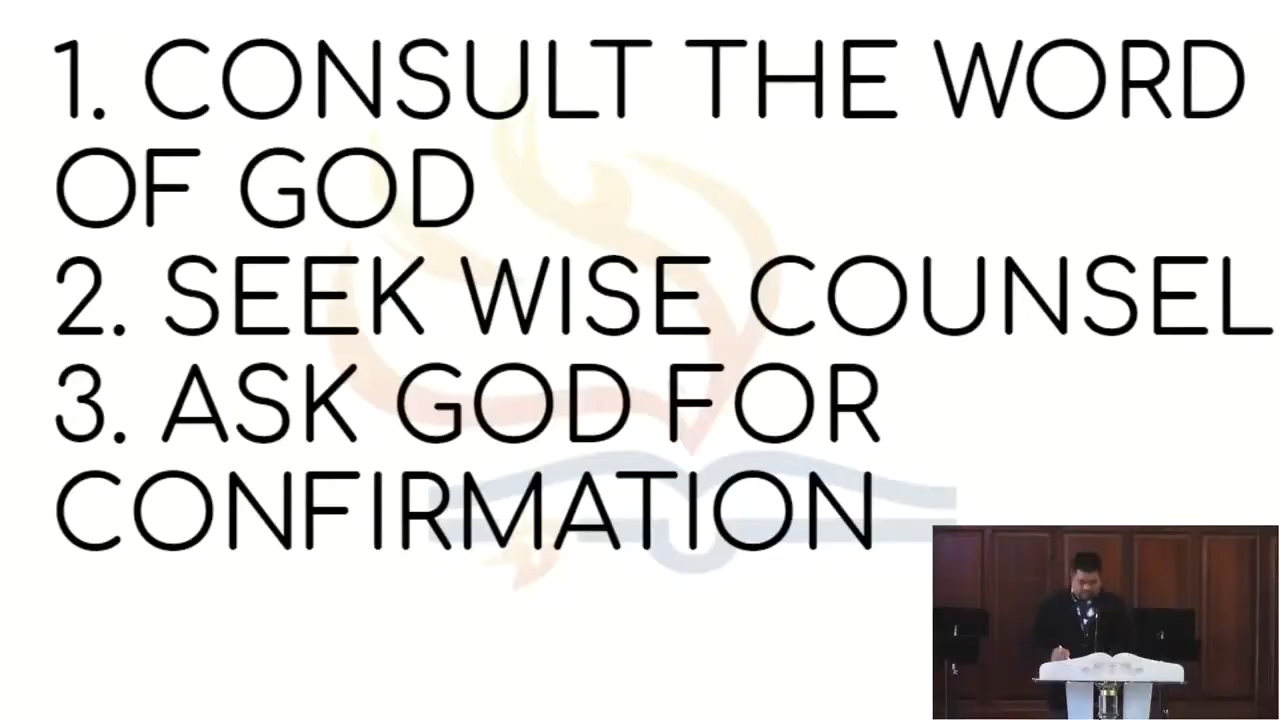 1. CONSULT THE WORD
OF GOD
2. SEEK WISE COUNSEL
3. ASK GOD FOR
CONFIRMATION